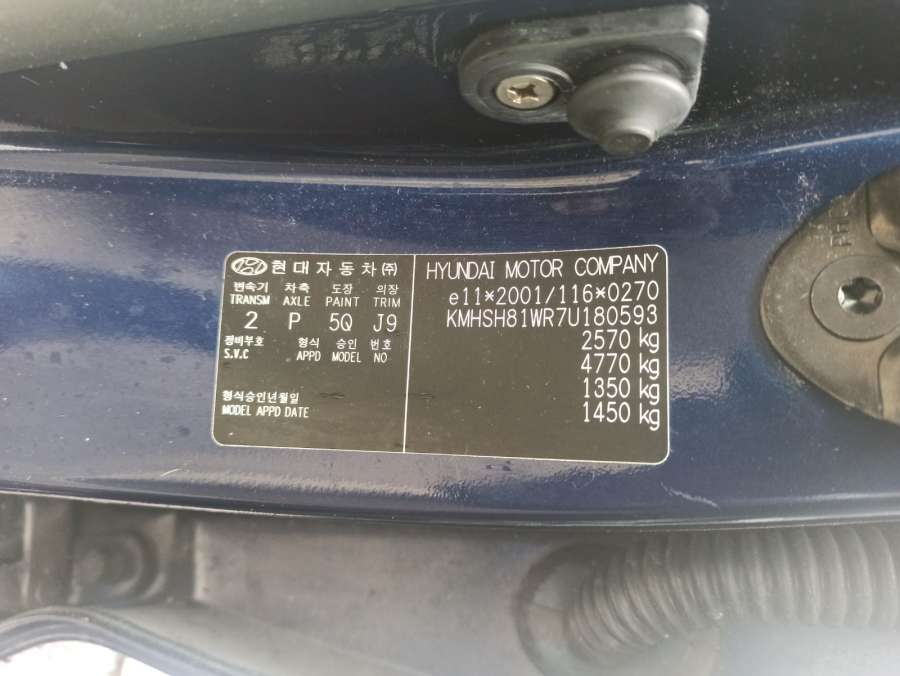 현대자동차㈜
변속기 차축 도장 의장
TRANSM AXLE PAINT TRIM
2 P 5Q J9
정비부호 형식 승인 번호
S.V.C APPD MODEL NO
형식승인년월일
MODEL APPD DATE
HYUNDAI MOTOR COMPANY
e11*2001/116*0270
KMHSH81WR7U180593
2570 kg
4770 kg
1350 kg
1450 kg